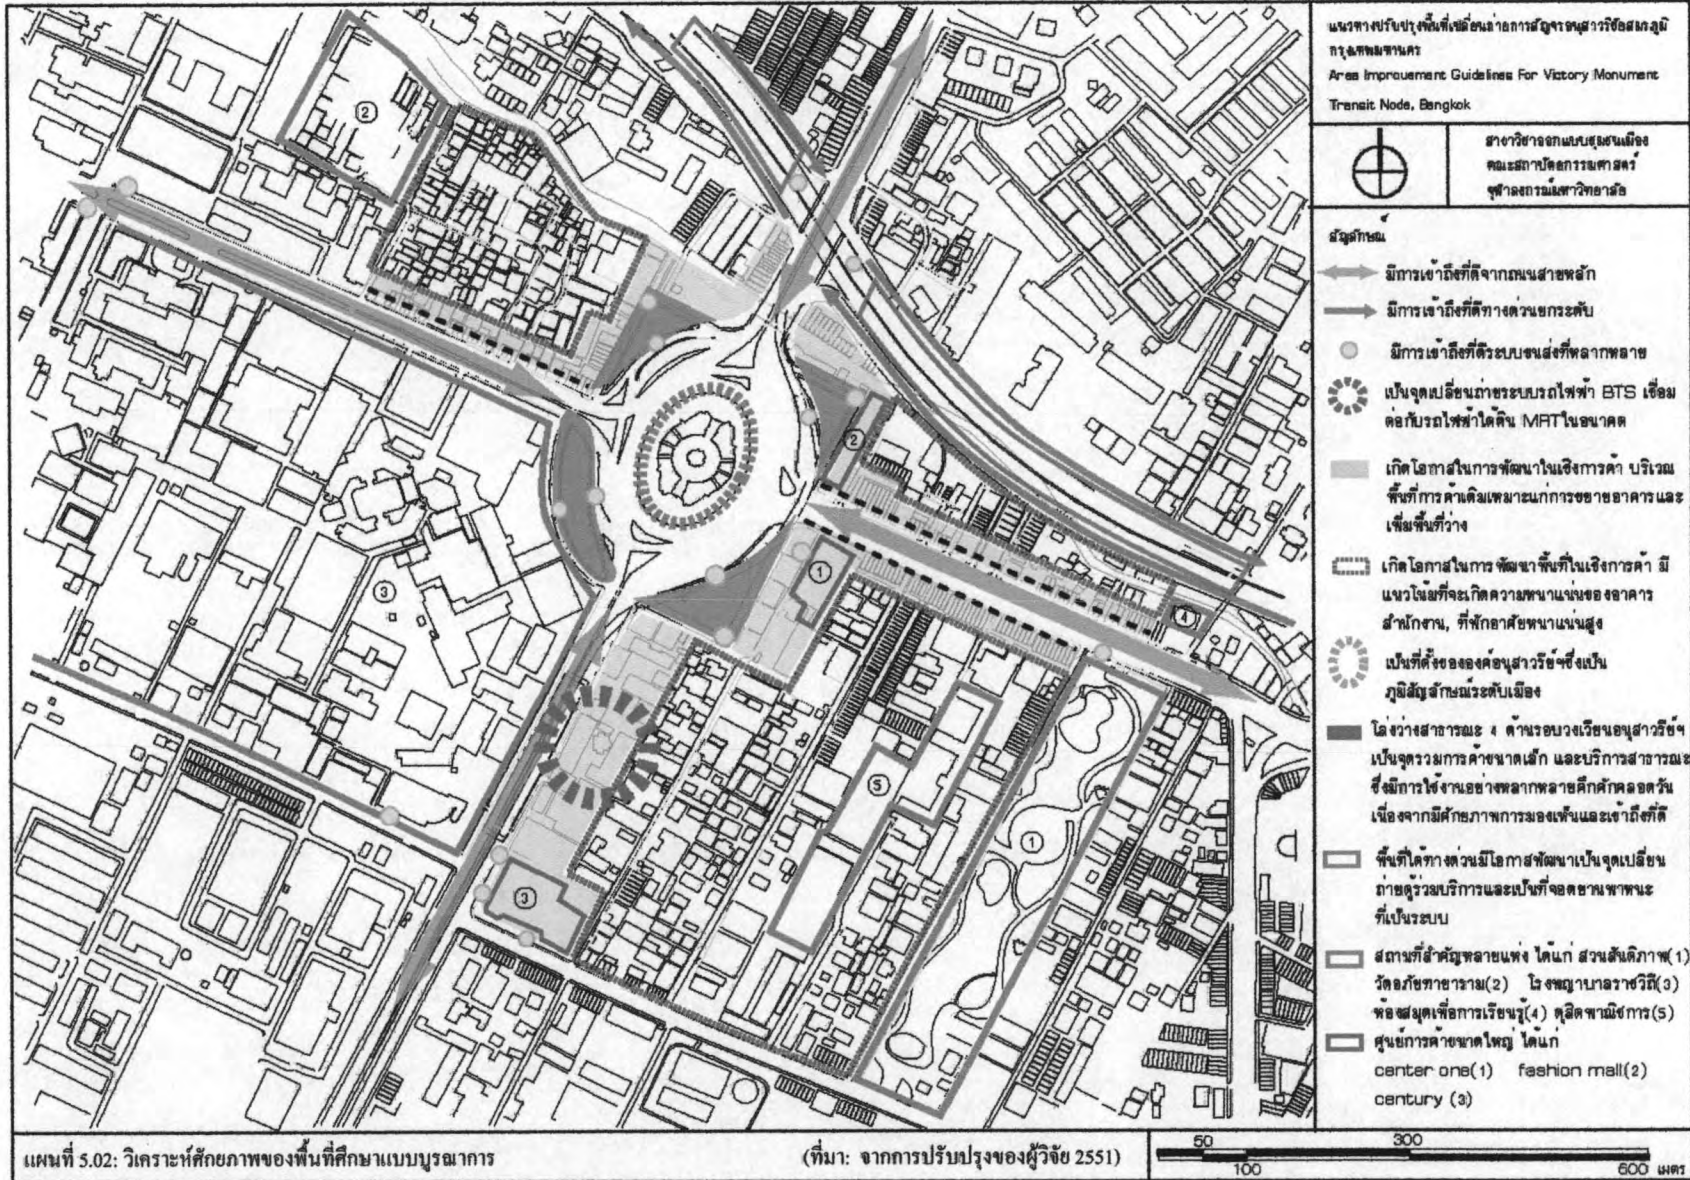 แนวทางปรับปรุงพื้นที่เปลี่ยนถ่ายการสัญจรอนุสาวรีย์ชัยสมรภูมิ
กรุงเทพมหานคร
Area Improvement Guidelines For Victory Monument
Transit Node, Bangkok
สาขาวิชาออกแบบชุมชนเมือง
คณะสถาปัตยกรรมศาสตร์
จุฬาลงกรณ์มหาวิทยาลัย
สัญลักษณ์
มีการเข้าถึงที่ดีจากถนนสายหลัก
มีการเข้าถึงที่ดีทางด่วนยกระดับ
มีการเข้าถึงที่ดีระบบขนส่งที่หลากหลาย
เป็นจุดเปลี่ยนถ่ายระบบรถไฟฟ้า BTS เชื่อม
ต่อกับรถไฟฟ้าใต้ดิน MRTในอนาคต
เกิดโอกาสในการพัฒนาในเชิงการค้า บริเวณ
พื้นที่การค้าเดิมเหมาะแก่การขยายอาคารและ
เพิ่มพื้นที่ว่าง
เกิดโอกาสในการพัฒนาพื้นที่ในเชิงการค้า มี
แนวโน้มที่จะเกิดความหนาแน่นของอาคาร
สำนักงาน, ที่พักอาศัยหนาแน่นสูง
เป็นที่ตั้งขององค์อนุสาวรีย์ฯซึ่งเป็น
ภูมิสัญลักษณ์ระดับเมือง
โล่งว่างสาธารณะ 4 ด้านรอบวงเวียนอนุสาวรีย์ฯ
เป็นจุดรวมการค้าขนาดเล็ก และบริการสาธารณะ
ซึ่งมีการใช้งานอย่างหลากหลายคึกคักตลอดวัน
เนื่องจากมีศักยภาพการมองเห็นและเข้าถึงที่ดี
พื้นที่ใต้ทางด่วนมีโอกาสพัฒนาเป็นจุดเปลี่ยน
ถ่ายตู้ร่วมบริการและเป็นที่จอดยานพาหนะ
ที่เป็นระบบ
สถานที่สำคัญหลายแห่ง ได้แก่ สวนสันติภาพ(1)
วัดอภัยทายาราม(2) โรงพยาบาลราชวิถี(3)
ห้องสมุดเพื่อการเรียนรู้(4) ดุสิตพาณิชการ(5)
ศูนย์การค้าขนาดใหญ่ ได้แก่
center one(1) fashion mall(2)
century (3)
2
2
1
3
4
5
1
3
แผนที่ 5.02: วิเคราะห์ศักยภาพของพื้นที่ศึกษาแบบบูรณาการ (ที่มา: จากการปรับปรุงของผู้วิจัย 2551)
50 300
100 600 เมตร